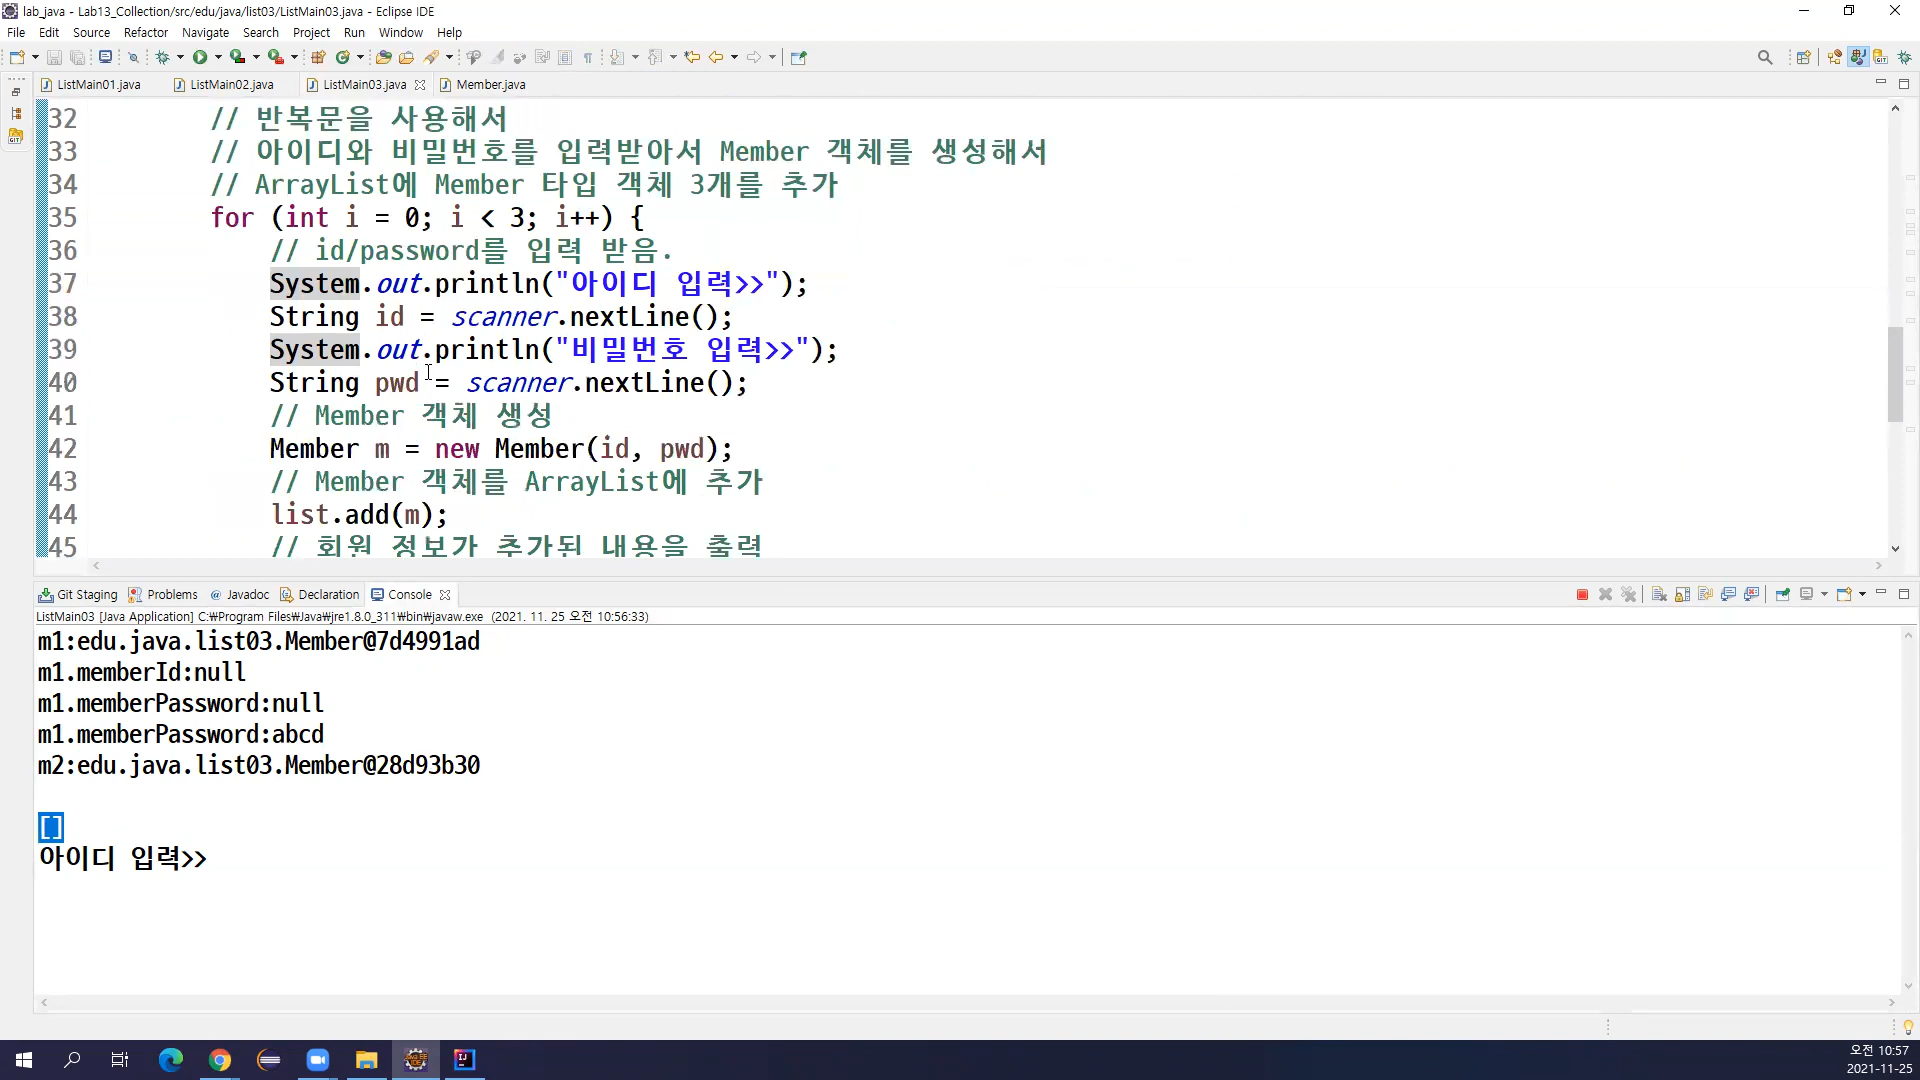 lab_java - Lab13_Collection/src/edu/java/list03/ListMain03.java - Eclipse IDE
File Edit Source Refactor Navigate Search Project Run Window Help
ListMain01.java ListMain02.java ListMain03.java Member.java
32 // 반복문을 사용해서
33 // 아이디와 비밀번호를 입력받아서 Member 객체를 생성해서
34 // ArrayList에 Member 타입 객체 3개를 추가
35 for (int i = 0; i < 3; i++) {
36 // id/password를 입력 받음.
37 System.out.println("아이디 입력>>");
38 String id = scanner.nextLine();
39 System.out.println("비밀번호 입력>>");
40 String pwd = scanner.nextLine();
41 // Member 객체 생성
42 Member m = new Member(id, pwd);
43 // Member 객체를 ArrayList에 추가
44 list.add(m);
45 // 회원 정보가 추가된 내용을 출력
Git Staging Problems @ Javadoc Declaration Console
ListMain03 [Java Application] C:₩Program Files₩Java₩jre1.8.0_311₩bin₩javaw.exe (2021. 11. 25 오전 10:56:33)
m1:edu.java.list03.Member@7d4991ad
m1.memberId:null
m1.memberPassword:null
m1.memberPassword:abcd
m2:edu.java.list03.Member@28d93b30
[]
아이디 입력>>
오전 10:57
2021-11-25